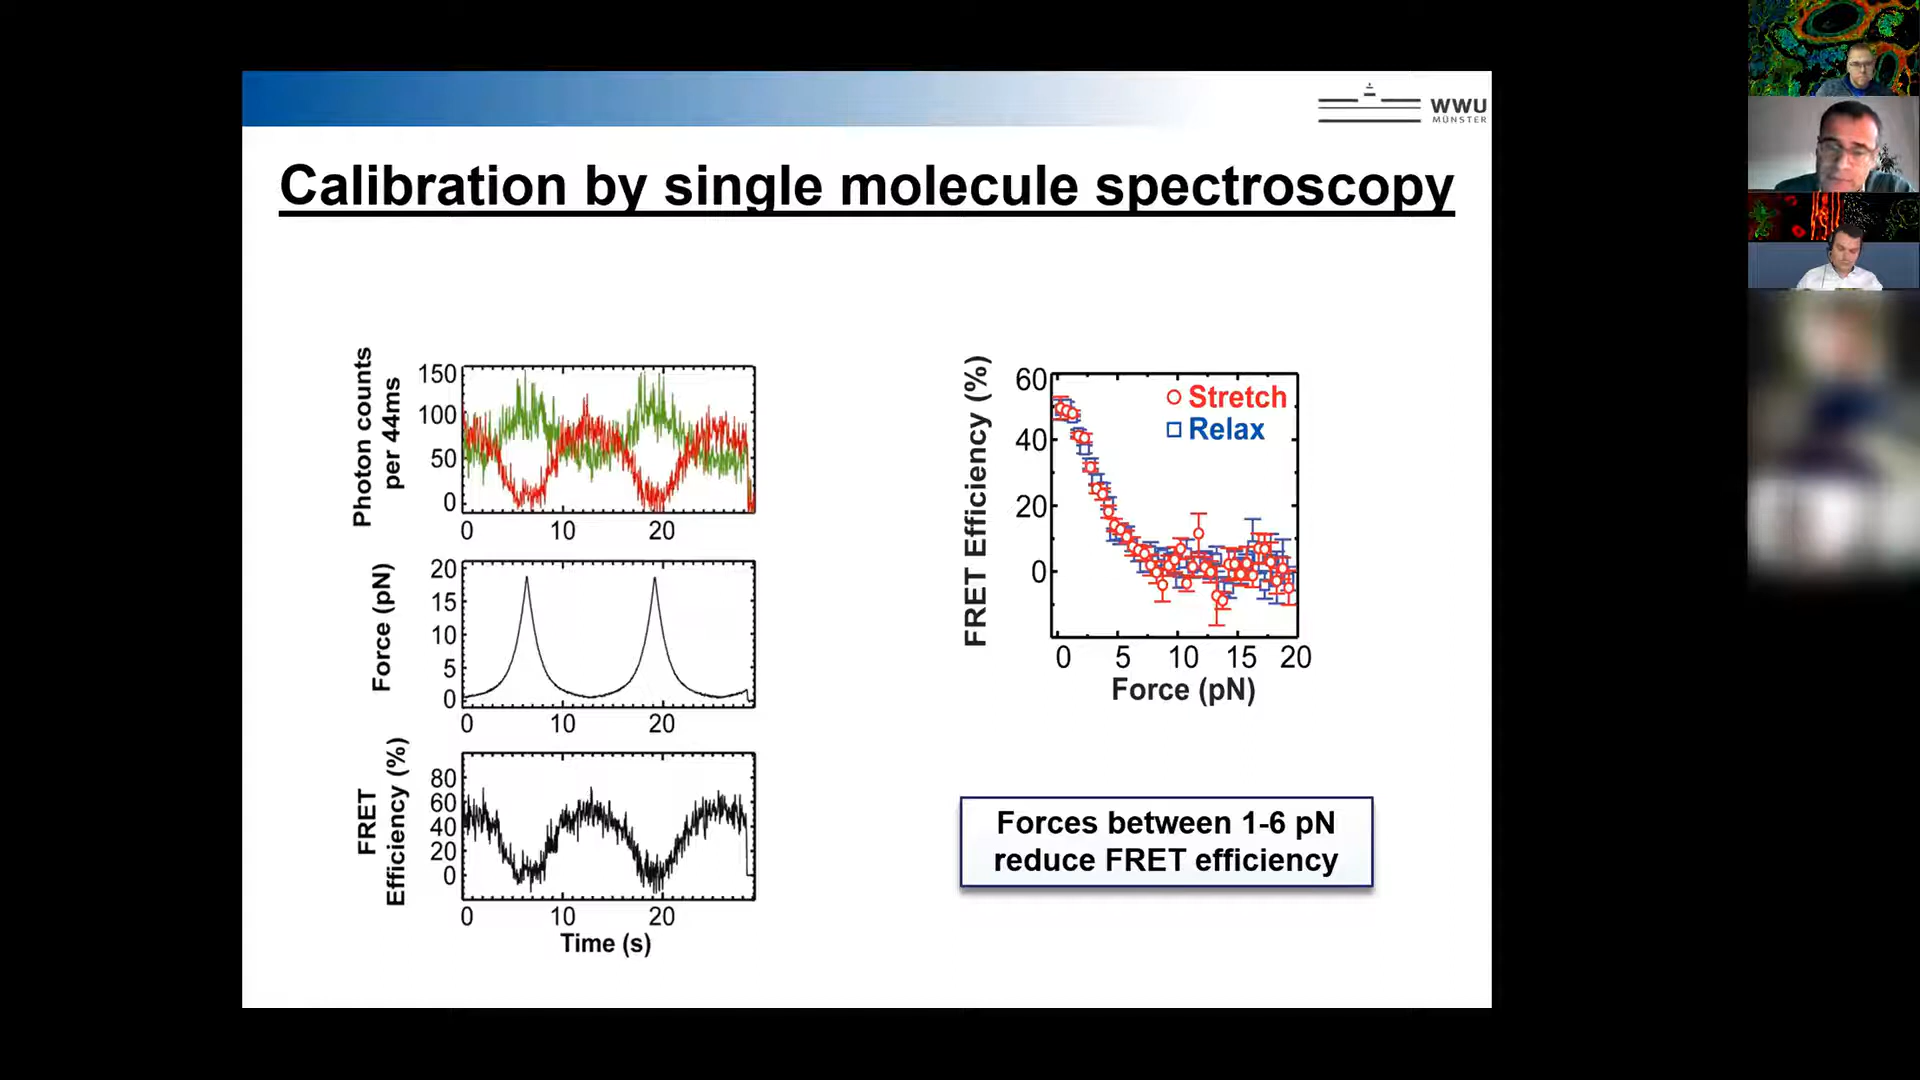 WWU
MÜNSTER
Calibration by single molecule spectroscopy
Photon counts
per 44ms
150
100
50
0
0 10 20
Force (pN)
20
15
10
5
0
0 10 20
FRET
Efficiency (%)
80
60
40
20
0
0 10 20
Time (s)
FRET Efficiency (%)
60
40
20
0
Stretch
Relax
0 5 10 15 20
Force (pN)
Forces between 1-6 pN
reduce FRET efficiency